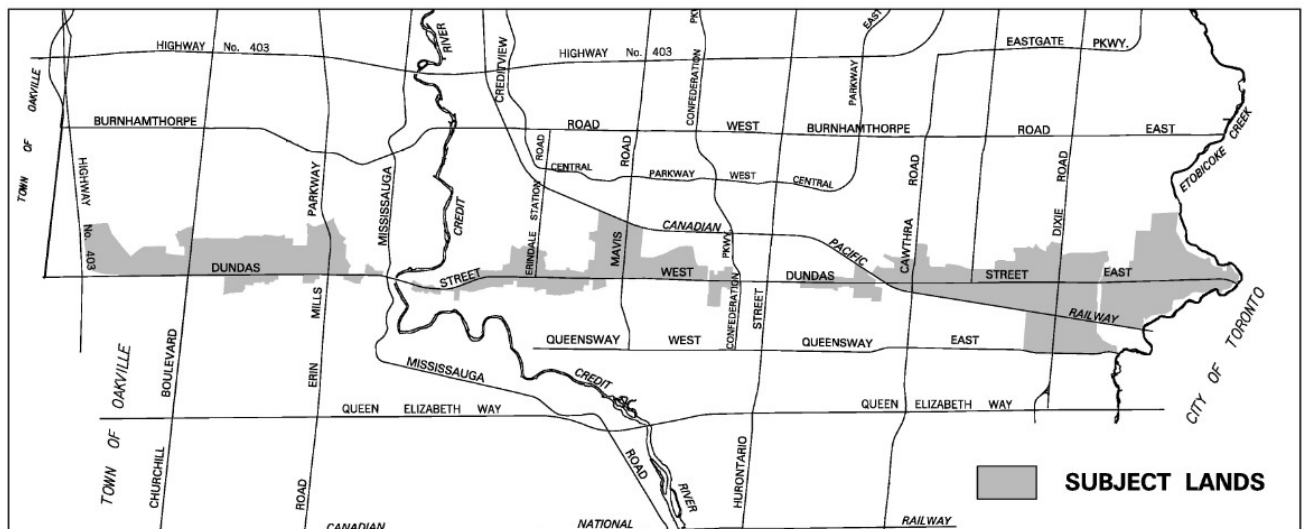 HIGHWAY No. 403
RIVER
CREDITVIEW
HIGHWAY No. 403
CONFEDERATION PKWY
PARKWAY EAST
EASTGATE PKWY.
TOWN OF OAKVILLE
BURNHAMTHORPE
ROAD WEST BURNHAMTHORPE ROAD EAST
ETOBICOKE CREEK
HIGHWAY No. 403
PARKWAY
MISSISSAUGA
CREDIT
ERINDALE STATION ROAD
CENTRAL PARKWAY WEST CENTRAL
MAVIS ROAD
CANADIAN PACIFIC
CAWTHRA ROAD
DIXIE ROAD
DUNDAS STREET WEST DUNDAS STREET EAST
CONFEDERATION PKWY.
STREET
RAILWAY
CITY OF TORONTO
QUEENSWAY WEST QUEENSWAY EAST
BOULEVARD
MILLS
ERIN
MISSISSAUGA
CREDIT
TOWN OF OAKVILLE
QUEEN ELIZABETH WAY QUEEN ELIZABETH WAY
CHURCHILL
ROAD
ROAD
RIVER
HURONTARIO
SUBJECT LANDS
CANADIAN NATIONAL RAILWAY